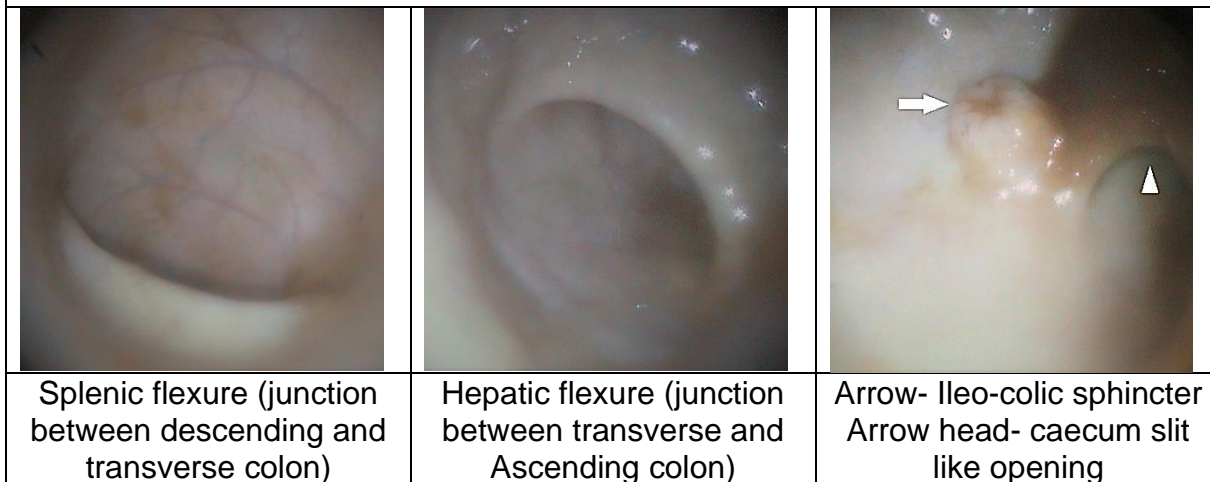 Splenic flexure (junction
between descending and
transverse colon)
Hepatic flexure (junction
between transverse and
Ascending colon)
Arrow- Ileo-colic sphincter
Arrow head- caecum slit
like opening